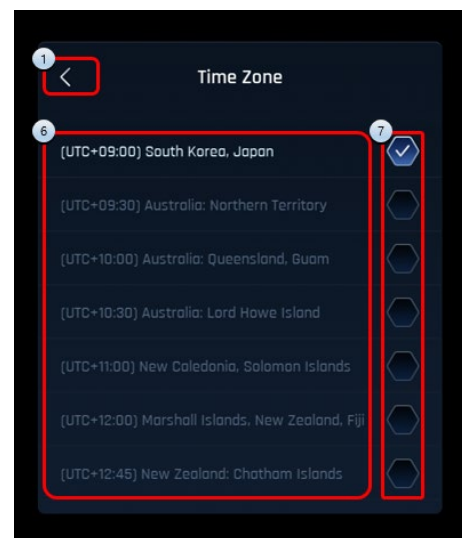 1
< Time Zone
6
7
(UTC+09:00) South Korea, Japan
(UTC+09:30) Australia: Northern Territory
(UTC+10:00) Australia: Queensland, Guam
(UTC+10:30) Australia: Lord Howe Island
(UTC+11:00) New Caledonia, Solomon Islands
(UTC+12:00) Marshall Islands, New Zealand, Fiji
(UTC+12:45) New Zealand: Chatham Islands